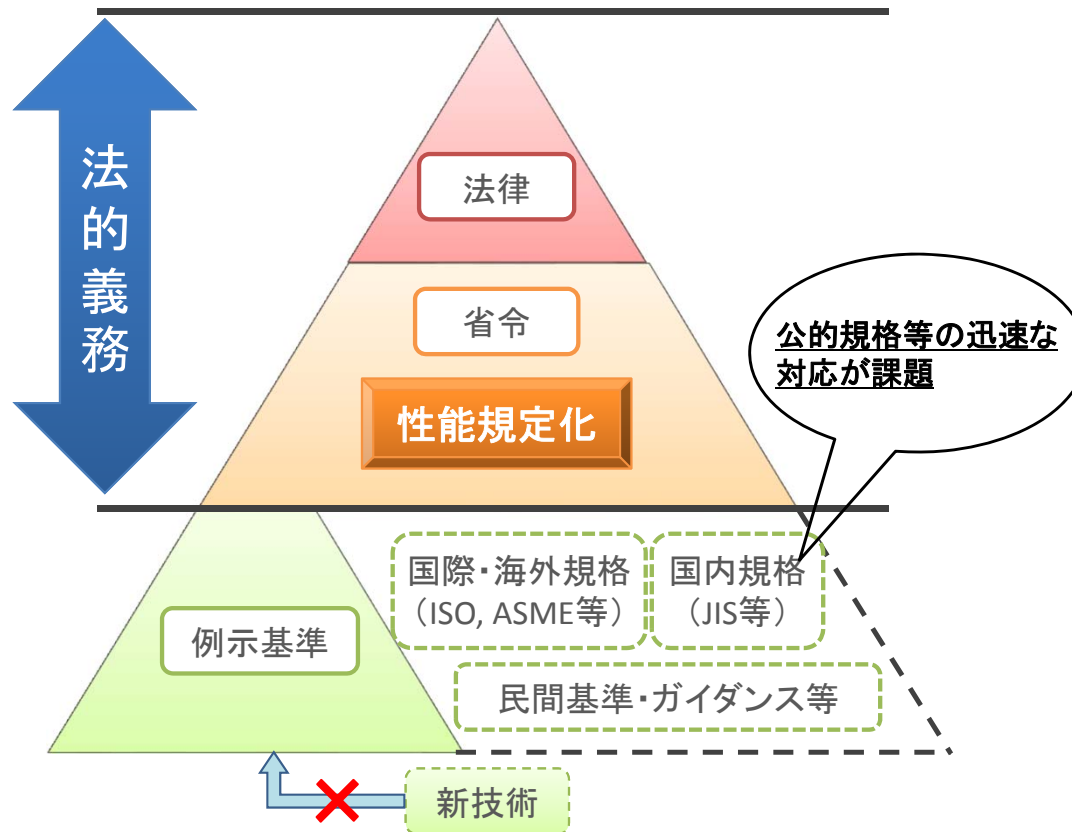 法的義務
法律
省令
性能規定化
公的規格等の迅速な
対応が課題
国際・海外規格
（ISO, ASME等）
国内規格
（JIS等）
例示基準
民間基準・ガイダンス等
新技術